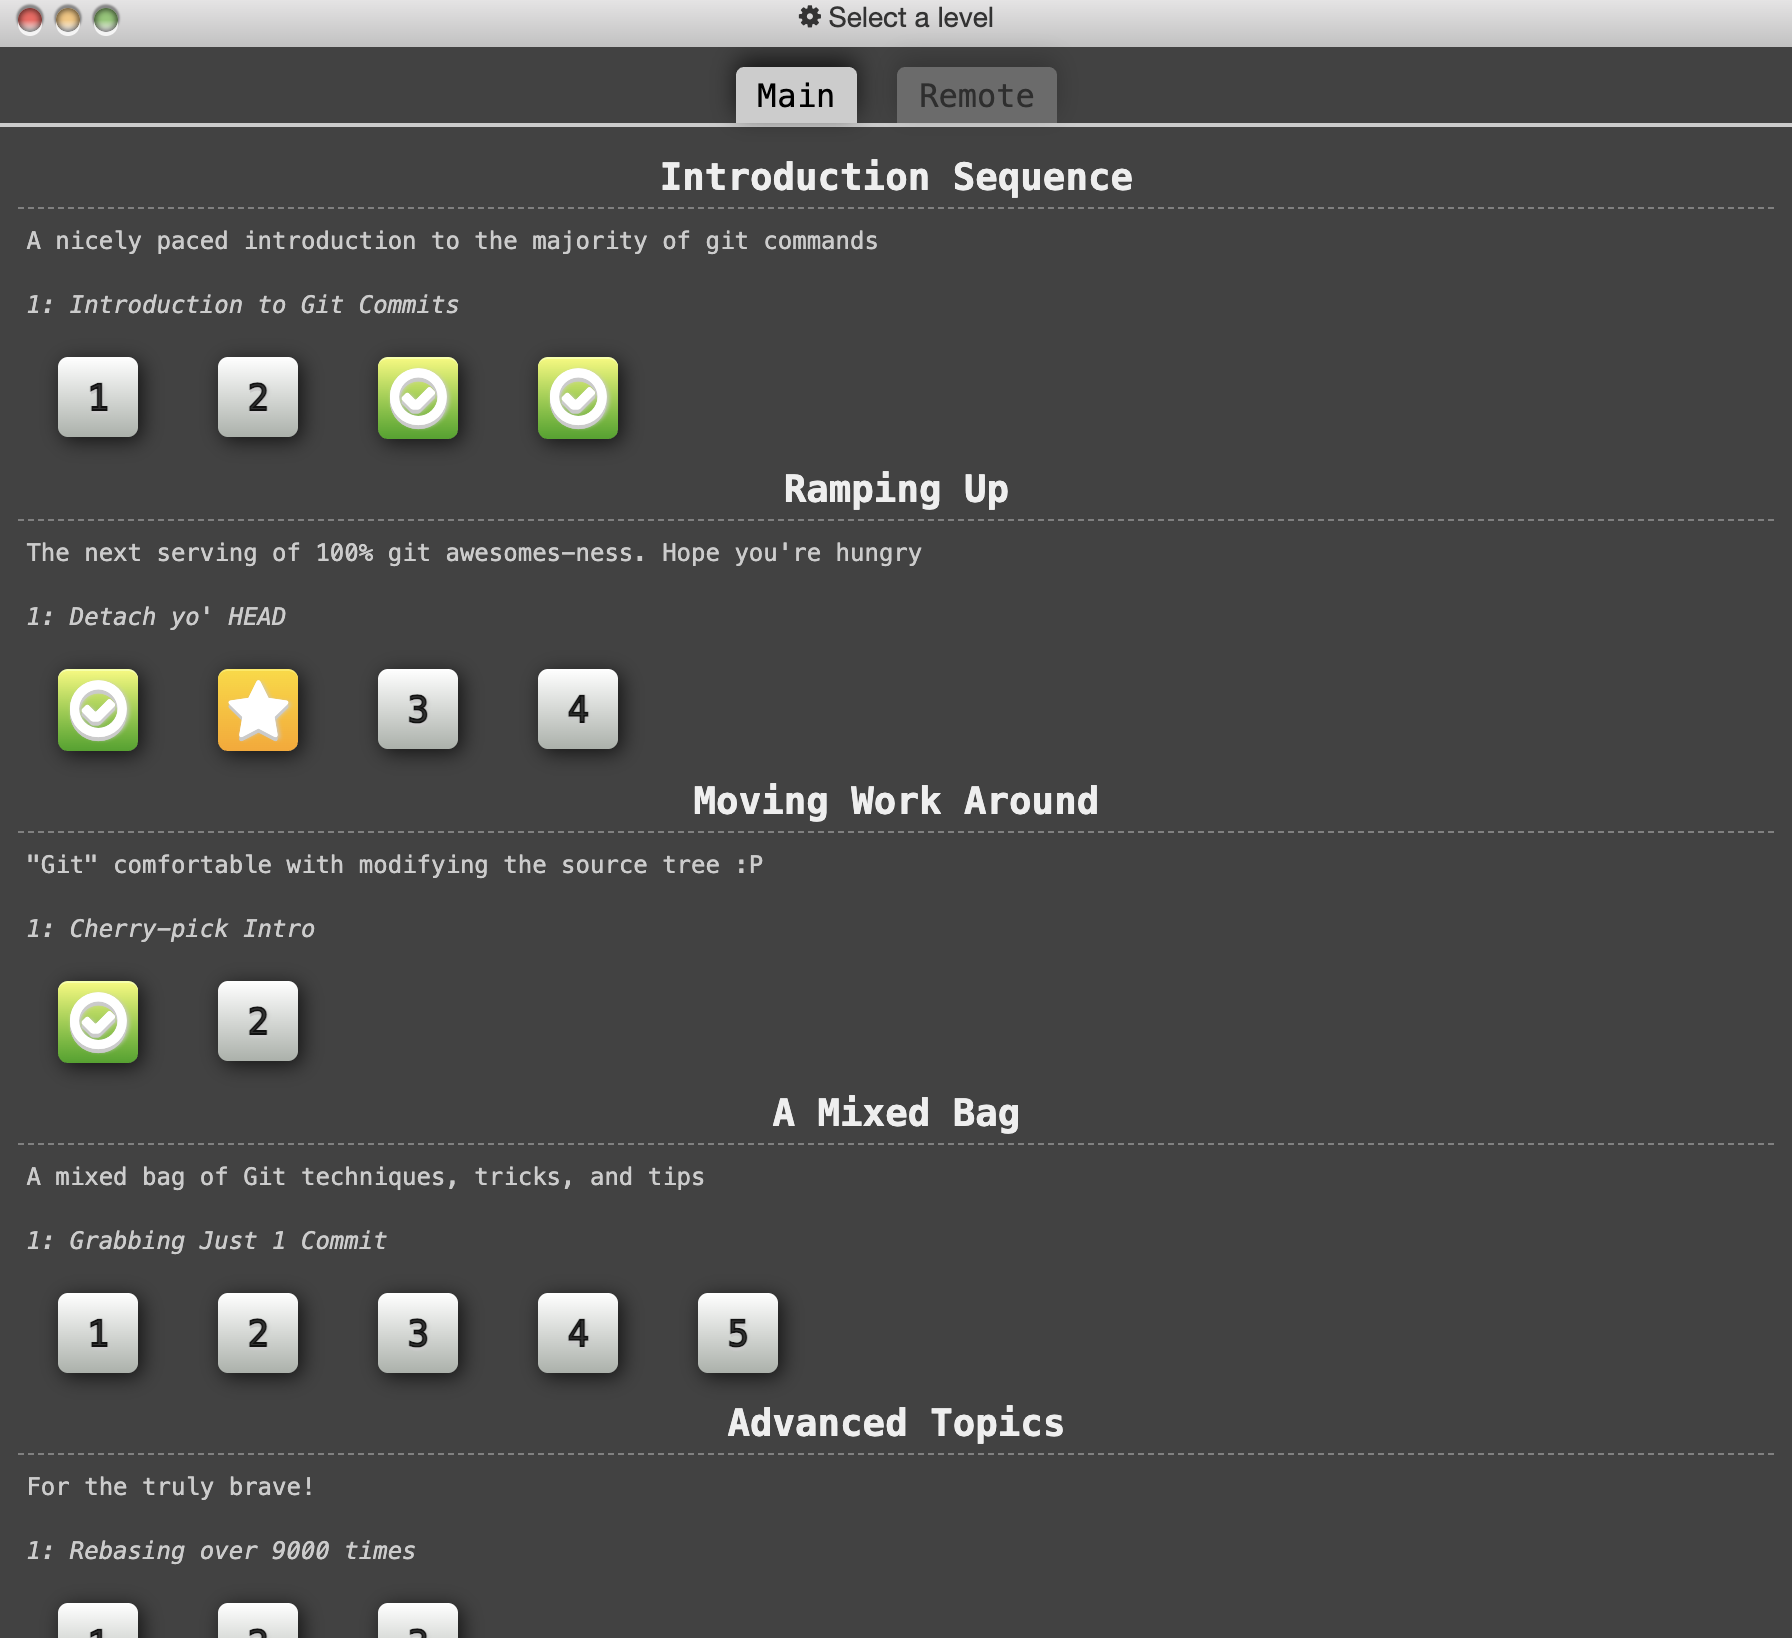 Select a level
Main Remote
Introduction Sequence
A nicely paced introduction to the majority of git commands
1: Introduction to Git Commits
1 2
Ramping Up
The next serving of 100% git awesomes-ness. Hope you're hungry
1: Detach yo' HEAD
3 4
Moving Work Around
"Git" comfortable with modifying the source tree :P
1: Cherry-pick Intro
2
A Mixed Bag
A mixed bag of Git techniques, tricks, and tips
1: Grabbing Just 1 Commit
1 2 3 4 5
Advanced Topics
For the truly brave!
1: Rebasing over 9000 times
1 2 3